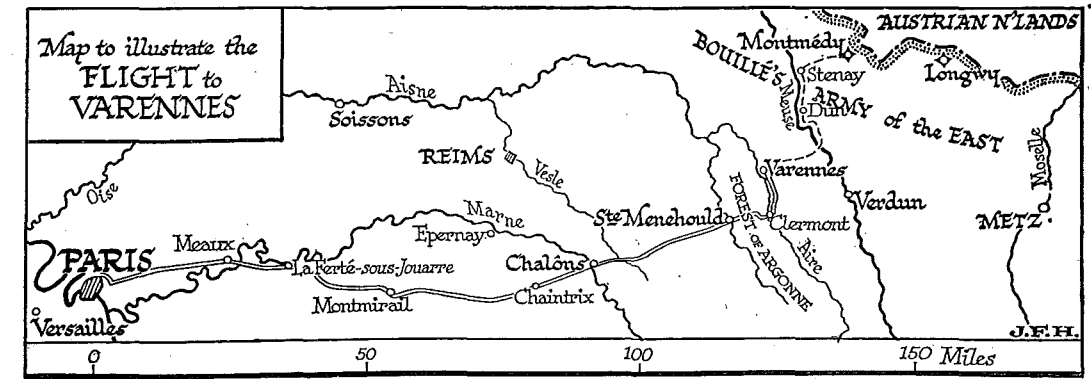 Map to illustrate the
FLIGHT to
VARENNES
AUSTRIAN N'LANDS
Montmédy
BOUILLÉ'S
Longwy
Stenay
Meuse
Dun
ARMY of the EAST
Aisne
Soissons
REIMS
Vesle
Varennes
Moselle
Oise
Verdun
METZ
Marne
Epernay
Ste Menehould
Clermont
FOREST OF ARGONNE
Aire
Meaux
PARIS
La Ferté-sous-Jouarre
Chalôns
Montmirail
Chaintrix
Versailles
J.F.H.
0 50 100 150 Miles